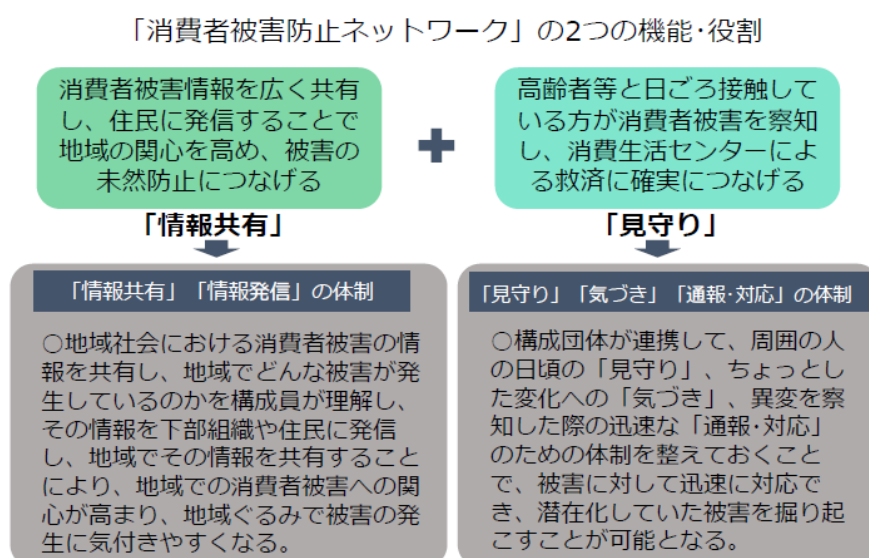 「消費者被害防止ネットワーク」の2つの機能･役割
消費者被害情報を広く共有
し、住民に発信することで
地域の関心を高め、被害の
未然防止につなげる
「情報共有」
高齢者等と日ごろ接触して
いる方が消費者被害を察知
し、消費生活センターによ
る救済に確実につなげる
「見守り」
「情報共有」「情報発信」の体制
○地域社会における消費者被害の情
報を共有し、地域でどんな被害が発
生しているのかを構成員が理解し、
その情報を下部組織や住民に発信
し、地域でその情報を共有すること
により、地域での消費者被害への関
心が高まり、地域ぐるみで被害の発
生に気付きやすくなる。
「見守り」「気づき」「通報･対応」の体制
○構成団体が連携して、周囲の人
の日頃の「見守り」、ちょっとし
た変化への「気づき」、異変を察
知した際の迅速な「通報･対応」
のための体制を整えておくこと
で、被害に対して迅速に対応で
き、潜在化していた被害を掘り起
こすことが可能となる。